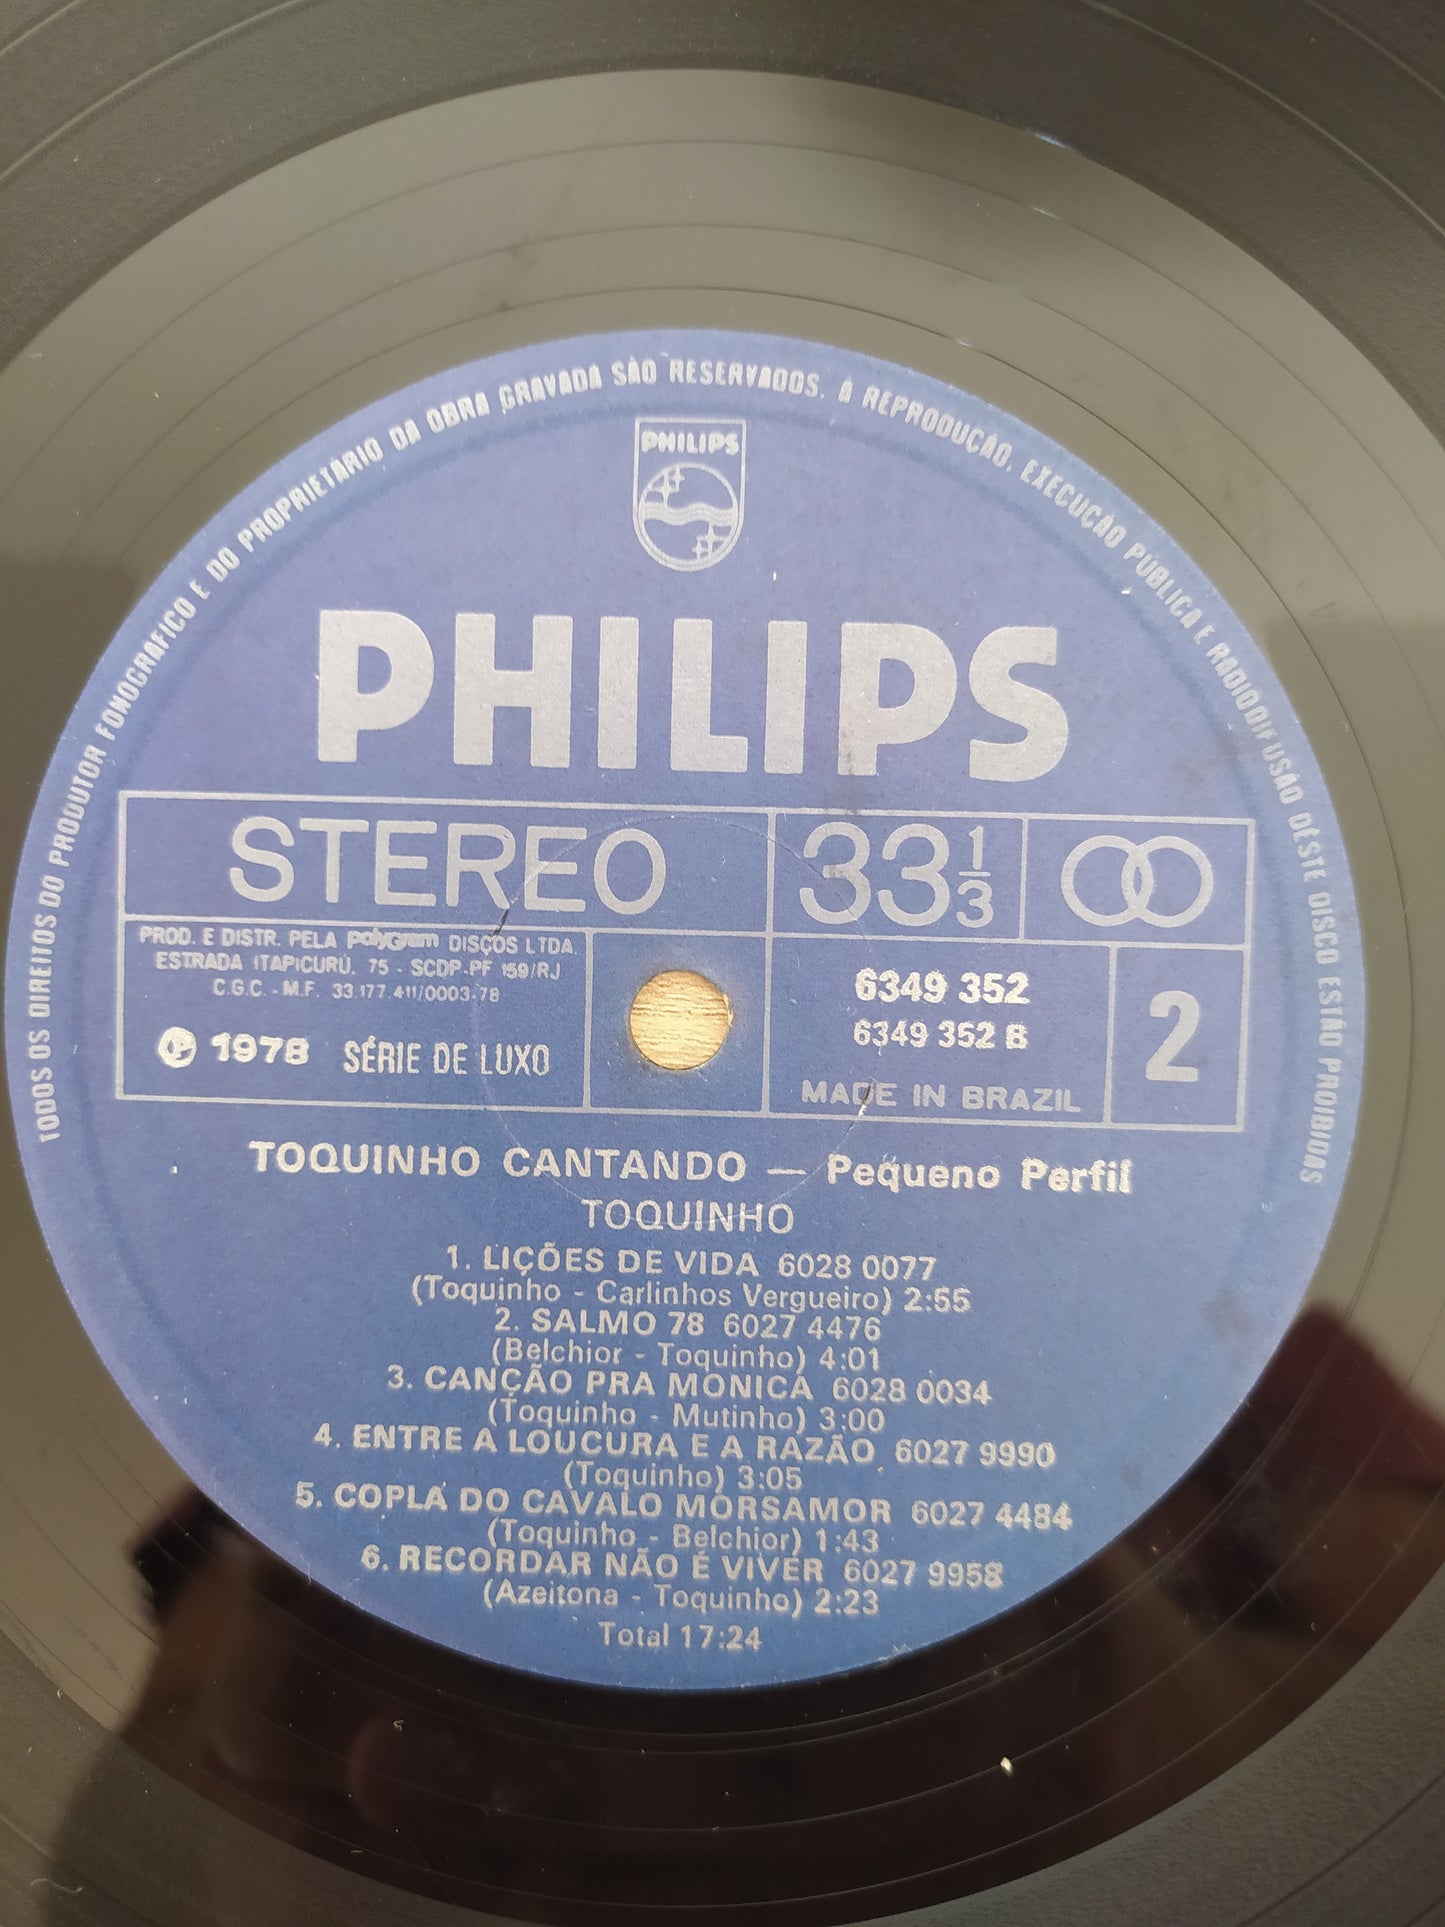 TODOS OS DIREITOS DO PRODUTOR FONOGRÁFICO E DO PROPRIETÁRIO DA OBRA GRAVADA SÃO RESERVADOS. A REPRODUÇÃO, EXECUÇÃO PÚBLICA E RADIODIFUSÃO DESTE DISCO ESTÃO PROIBIDAS
PHILIPS
PHILIPS
STEREO
33 1/3
PROD. E DISTR. PELA PolyGram DISCOS LTDA.
ESTRADA ITAPICURÚ, 75 - SCDP-PF 159/RJ
C.G.C. - M.F. 33.177.411/0003-78
℗ 1978 SÉRIE DE LUXO
6349 352
6349 352 B
MADE IN BRAZIL
2
TOQUINHO CANTANDO — Pequeno Perfil
TOQUINHO
1. LIÇÕES DE VIDA 6028 0077
(Toquinho - Carlinhos Vergueiro) 2:55
2. SALMO 78 6027 4476
(Belchior - Toquinho) 4:01
3. CANÇÃO PRA MONICA 6028 0034
(Toquinho - Mutinho) 3:00
4. ENTRE A LOUCURA E A RAZÃO 6027 9990
(Toquinho) 3:05
5. COPLA DO CAVALO MORSAMOR 6027 4484
(Toquinho - Belchior) 1:43
6. RECORDAR NÃO É VIVER 6027 9958
(Azeitona - Toquinho) 2:23
Total 17:24